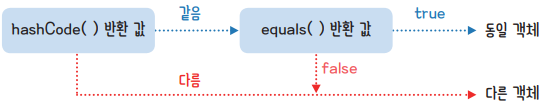 hashCode( ) 반환 값
같음
equals( ) 반환 값
true
동일 객체
false
다름
다른 객체